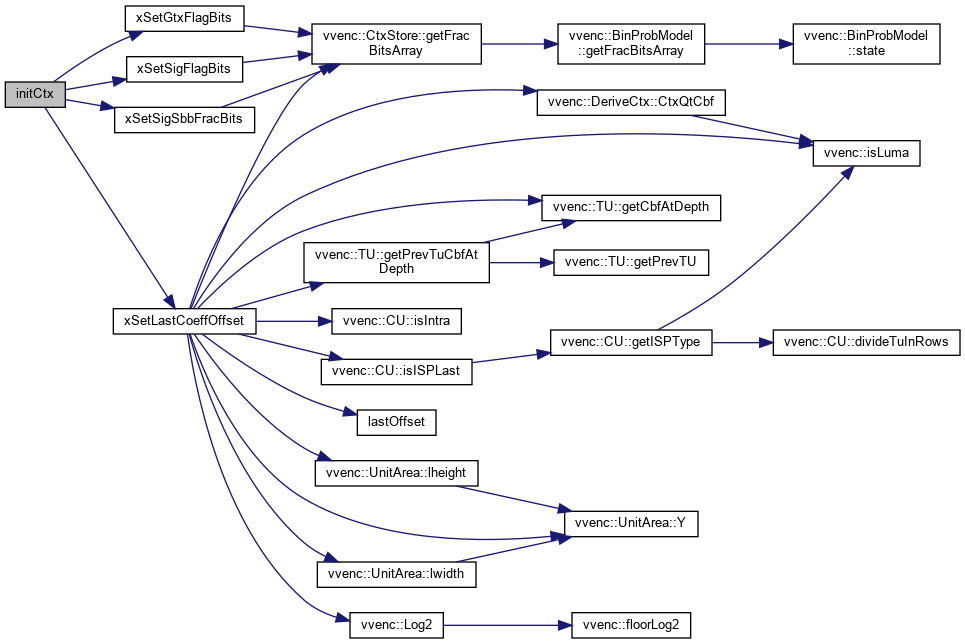 initCtx
xSetGtxFlagBits
xSetSigFlagBits
xSetSigSbbFracBits
xSetLastCoeffOffset
vvenc::CtxStore::getFrac
BitsArray
vvenc::BinProbModel
::getFracBitsArray
vvenc::BinProbModel
::state
vvenc::DeriveCtx::CtxQtCbf
vvenc::isLuma
vvenc::TU::getCbfAtDepth
vvenc::TU::getPrevTuCbfAt
Depth
vvenc::TU::getPrevTU
vvenc::CU::isIntra
vvenc::CU::isISPLast
vvenc::CU::getISPType
vvenc::CU::divideTuInRows
lastOffset
vvenc::UnitArea::lheight
vvenc::UnitArea::Y
vvenc::UnitArea::lwidth
vvenc::Log2
vvenc::floorLog2